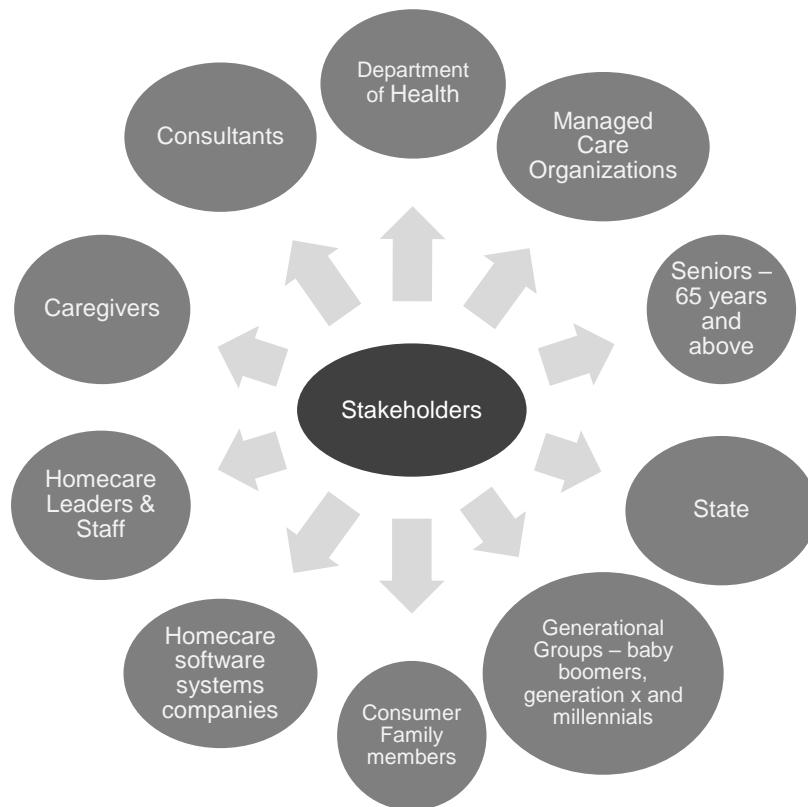 Department
of Health
Managed
Care
Organizations
Seniors –
65 years
and
above
State
Generational
Groups – baby
boomers,
generation x and
millennials
Consumer
Family
members
Homecare
software
systems
companies
Homecare
Leaders &
Staff
Caregivers
Consultants
Stakeholders